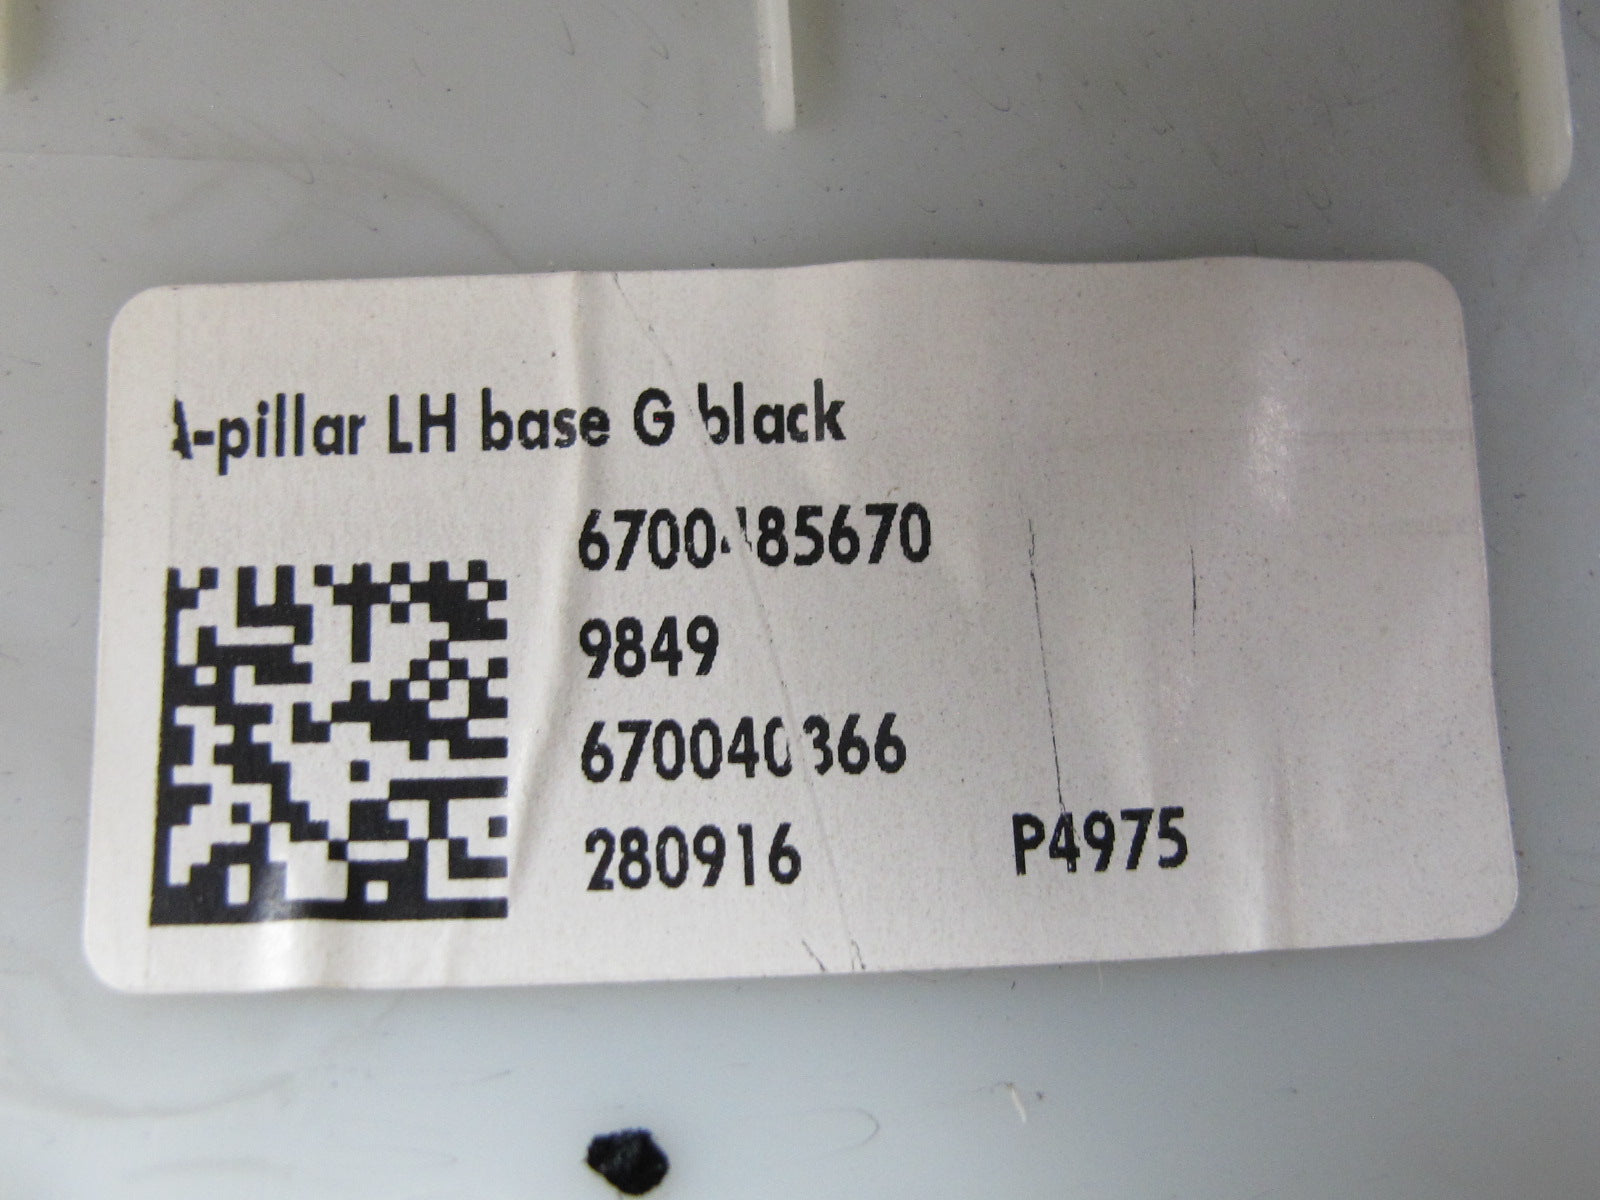 A-pillar LH base G black
6700485670
9849
670040366
280916 P4975